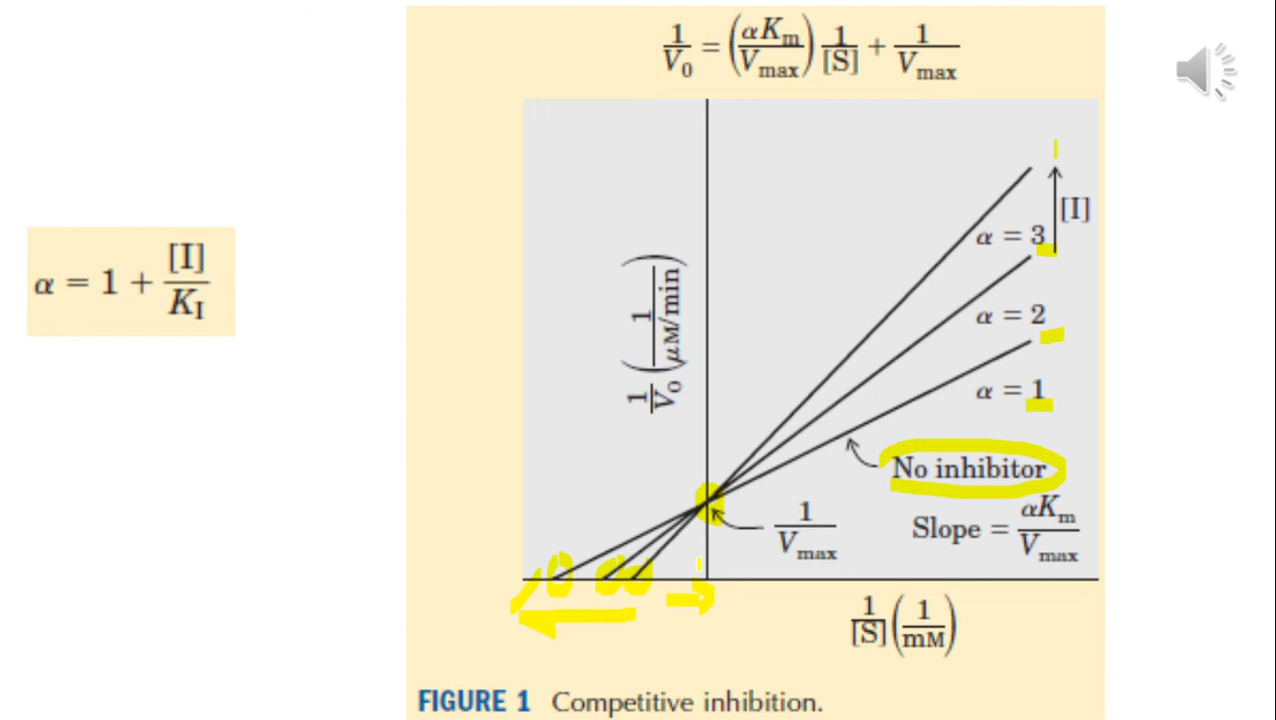 1/V₀ = (αKₘ/Vₘₐₓ) 1/[S] + 1/Vₘₐₓ
α = 1 + [I]/K_I
1/V₀ (1/μM/min)
[I]
α = 3
α = 2
α = 1
No inhibitor
1/Vₘₐₓ
Slope = αKₘ/Vₘₐₓ
1/[S] (1/mM)
FIGURE 1 Competitive inhibition.